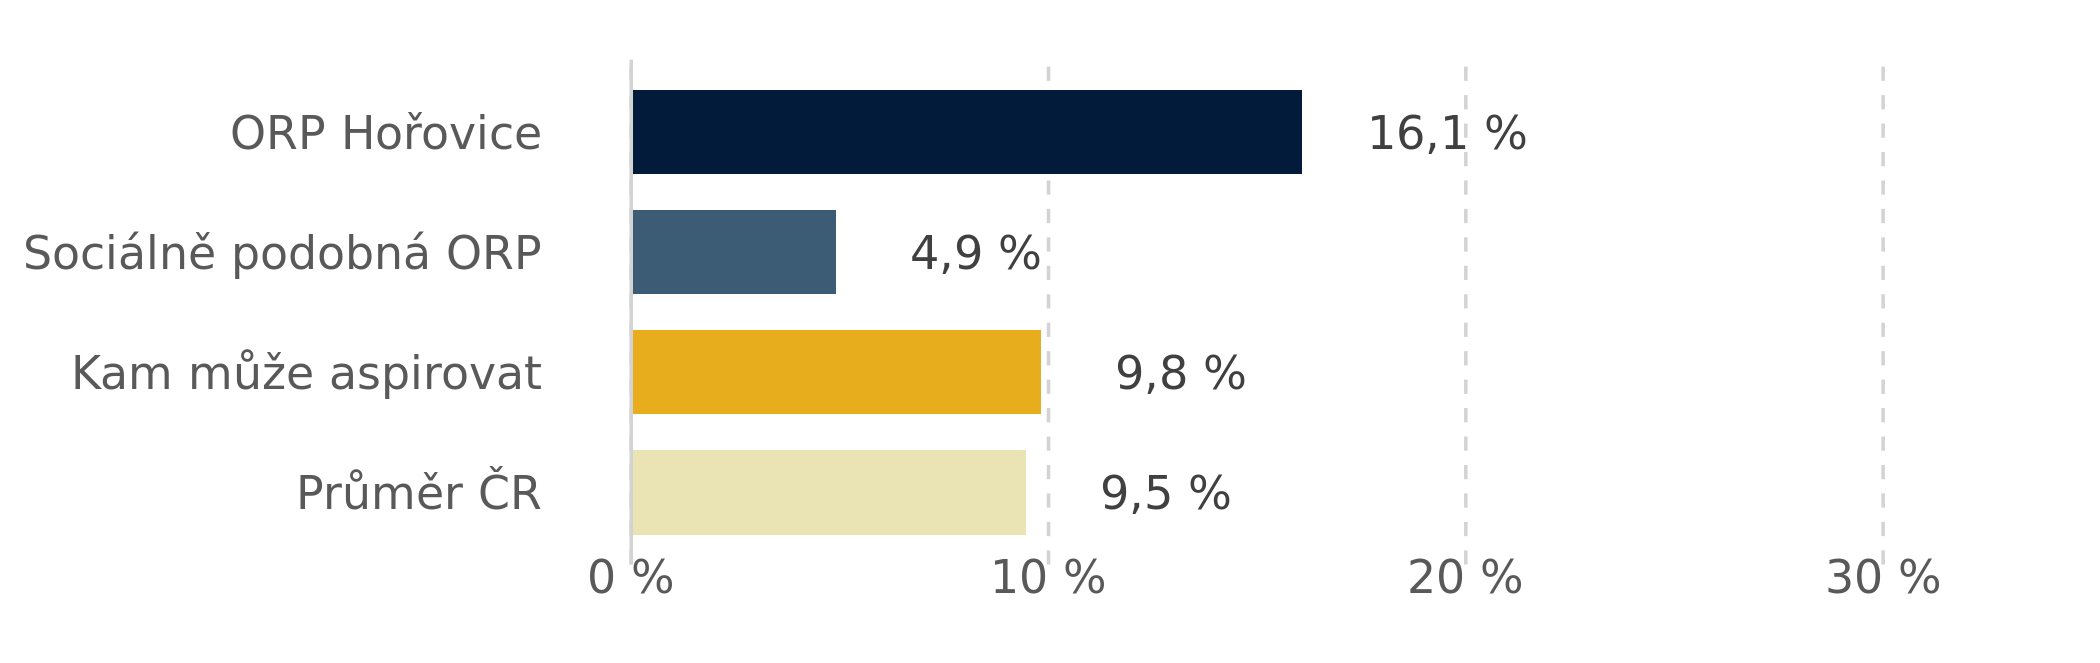 ORP Hořovice 16,1 %
Sociálně podobná ORP 4,9 %
Kam může aspirovat 9,8 %
Průměr ČR 9,5 %
0 % 10 % 20 % 30 %